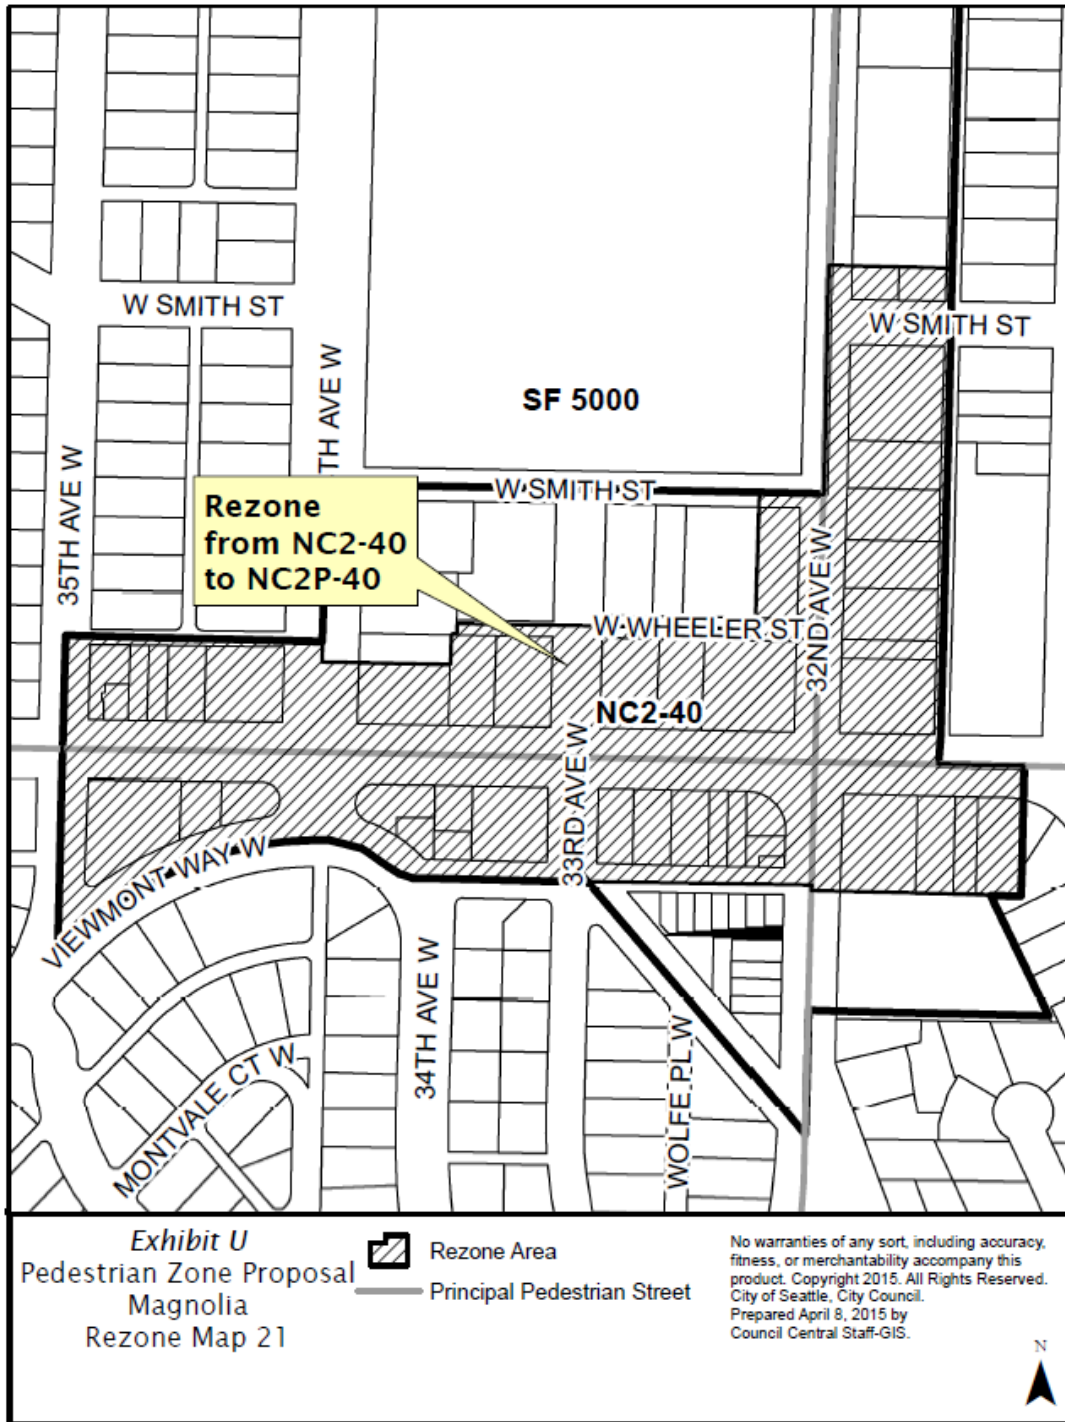 W SMITH ST
W SMITH ST
TH AVE W
SF 5000
35TH AVE W
W SMITH ST
Rezone
from NC2-40
to NC2P-40
32ND AVE W
W WHEELER ST
NC2-40
33RD AVE W
VIEWMONT WAY W
34TH AVE W
WOLFE PL W
MONTVALE CT W
Exhibit U
Pedestrian Zone Proposal
Magnolia
Rezone Map 21
Rezone Area
Principal Pedestrian Street
No warranties of any sort, including accuracy,
fitness, or merchantability accompany this
product. Copyright 2015. All Rights Reserved.
City of Seattle, City Council.
Prepared April 8, 2015 by
Council Central Staff-GIS.
N